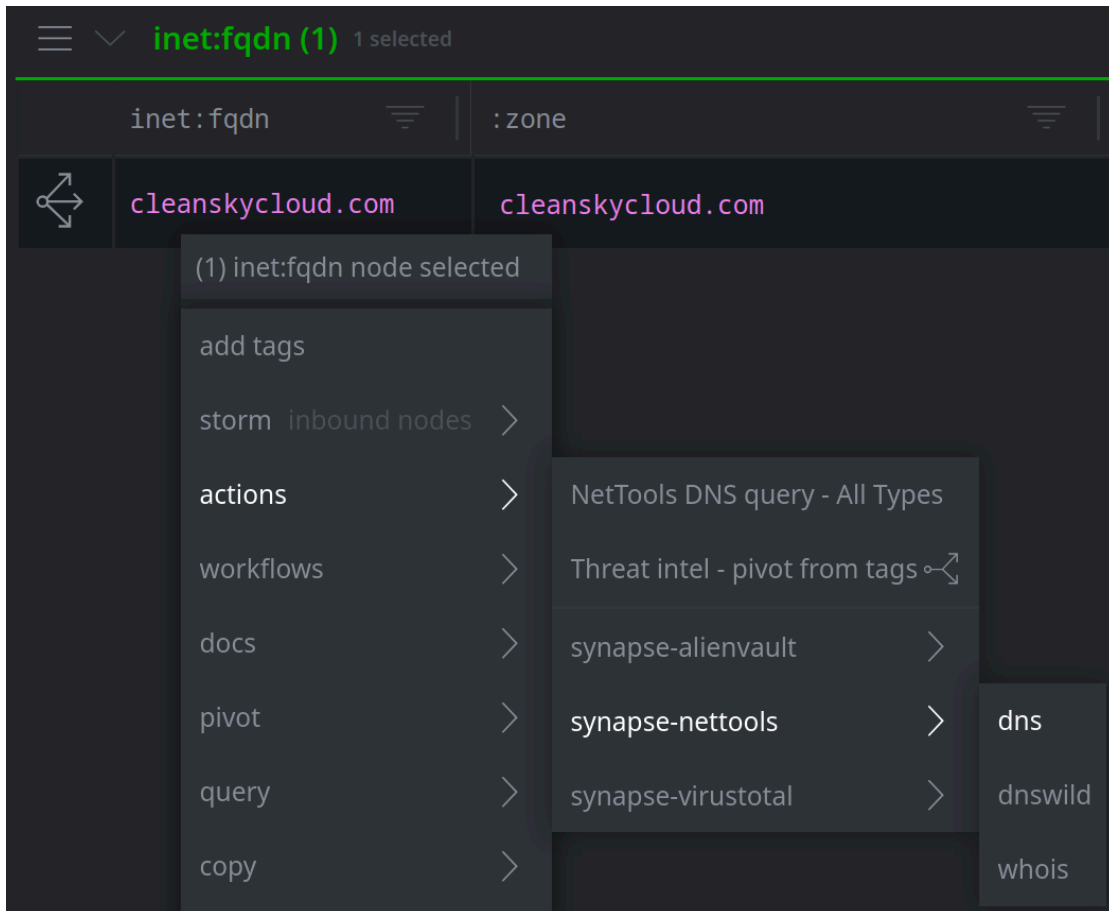 inet:fqdn (1) 1 selected
inet:fqdn :zone
cleanskycloud.com cleanskycloud.com
(1) inet:fqdn node selected
add tags
storm inbound nodes
actions
workflows
docs
pivot
query
copy
NetTools DNS query - All Types
Threat intel - pivot from tags
synapse-alienvault
synapse-nettools
synapse-virustotal
dns
dnswild
whois